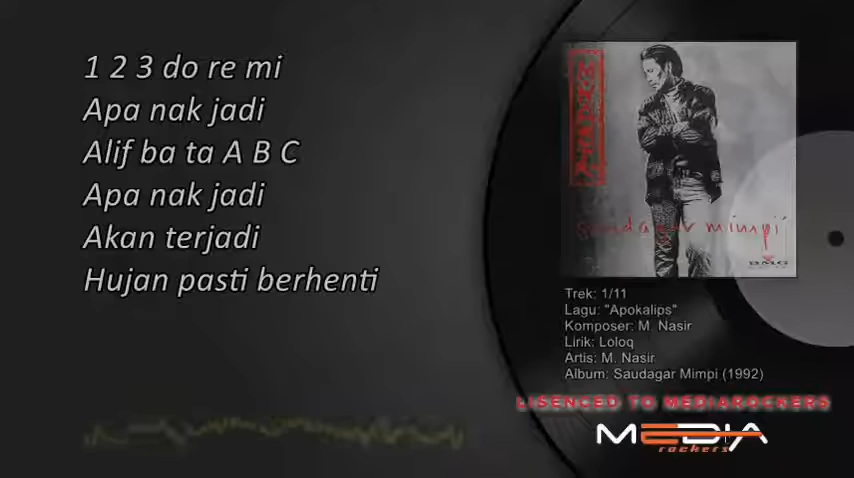 1 2 3 do re mi
Apa nak jadi
Alif ba ta A B C
Apa nak jadi
Akan terjadi
Hujan pasti berhenti
saudagar mimpi
BMG
Trek: 1/11
Lagu: "Apokalips"
Komposer: M. Nasir
Lirik: Loloq
Artis: M. Nasir
Album: Saudagar Mimpi (1992)
LISENCED TO MEDIAROCKERS
MEDIA
rockers